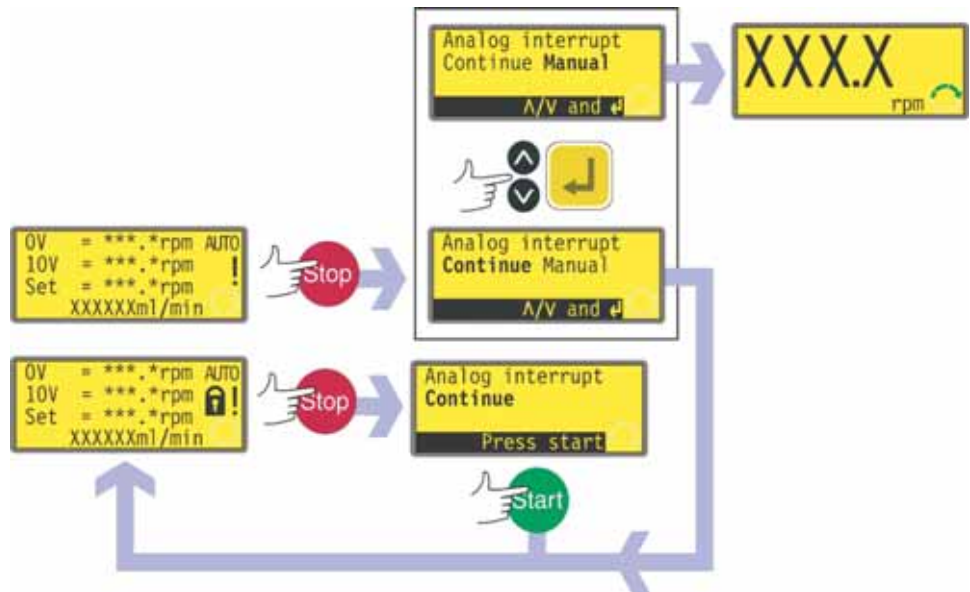 Analog interrupt
Continue Manual
Λ/V and ↲
XXX.X
rpm
0V = ***.*rpm AUTO
10V = ***.*rpm !
Set = ***.*rpm
XXXXXXml/min
Stop
Analog interrupt
Continue Manual
Λ/V and ↲
0V = ***.*rpm AUTO
10V = ***.*rpm !
Set = ***.*rpm
XXXXXXml/min
Stop
Analog interrupt
Continue
Press start
Start